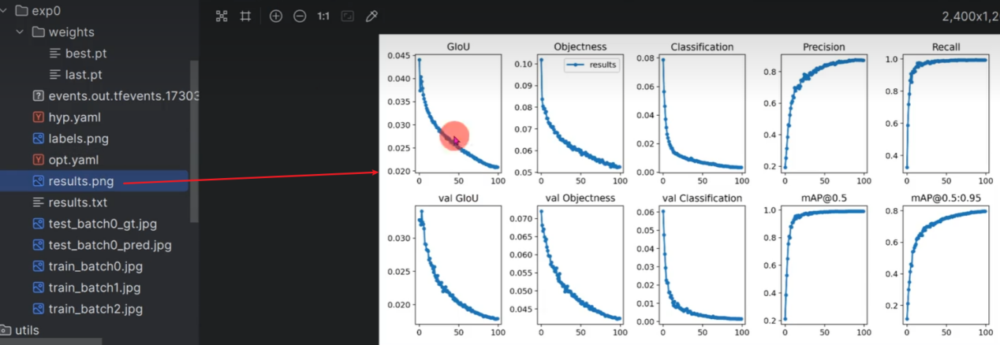 exp0
weights
best.pt
last.pt
events.out.tfevents.17303
hyp.yaml
labels.png
opt.yaml
results.png
results.txt
test_batch0_gt.jpg
test_batch0_pred.jpg
train_batch0.jpg
train_batch1.jpg
train_batch2.jpg
utils
1:1
2,400x1,2
GIoU
0.045
0.040
0.035
0.030
0.025
0.020
0 50 100
Objectness
results
0.10
0.09
0.08
0.07
0.06
0.05
0 50 100
Classification
0.08
0.06
0.04
0.02
0.00
0 50 100
Precision
0.8
0.6
0.4
0.2
0 50 100
Recall
1.0
0.8
0.6
0.4
0 50 100
val GIoU
0.030
0.025
0.020
0 50 100
val Objectness
0.070
0.065
0.060
0.055
0.050
0.045
0 50 100
val Classification
0.06
0.05
0.04
0.03
0.02
0.01
0.00
0 50 100
mAP@0.5
1.0
0.8
0.6
0.4
0.2
0 50 100
mAP@0.5:0.95
0.8
0.6
0.4
0.2
0 50 100